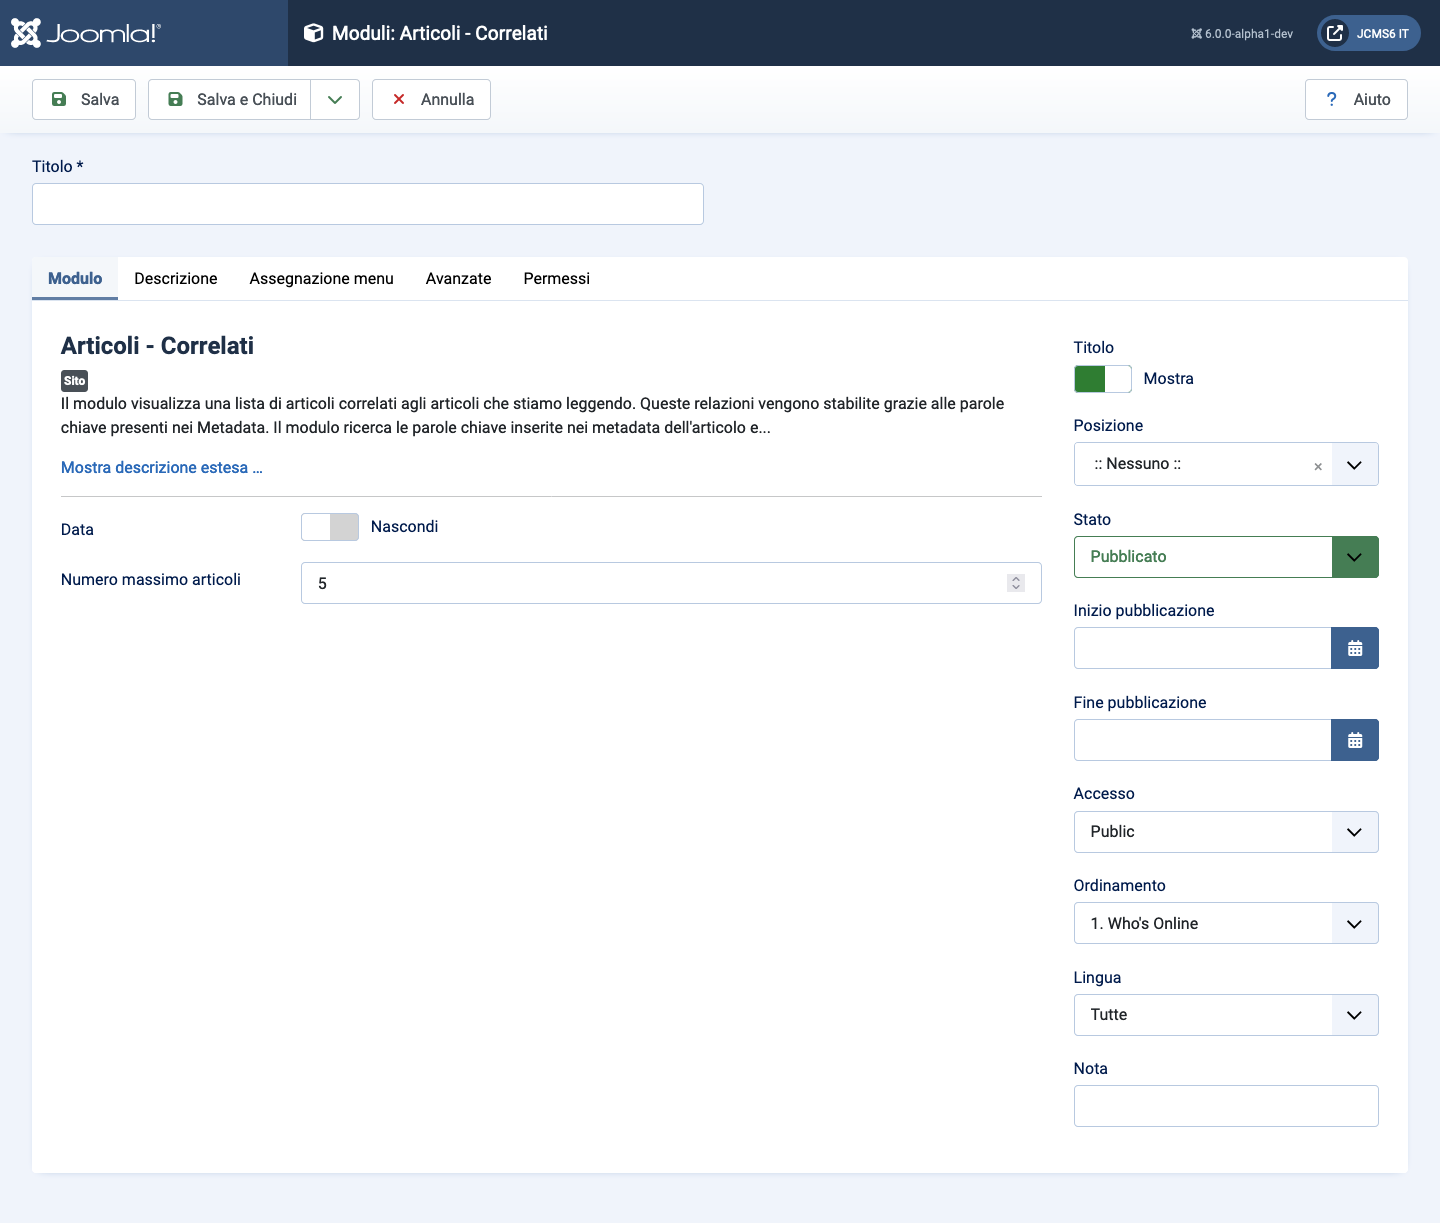 Joomla!®
Moduli: Articoli - Correlati
6.0.0-alpha1-dev
JCMS6 IT
Salva
Salva e Chiudi
Annulla
? Aiuto
Titolo *
Modulo
Descrizione
Assegnazione menu
Avanzate
Permessi
Articoli - Correlati
Sito
Il modulo visualizza una lista di articoli correlati agli articoli che stiamo leggendo. Queste relazioni vengono stabilite grazie alle parole
chiave presenti nei Metadata. Il modulo ricerca le parole chiave inserite nei metadata dell'articolo e...
Mostra descrizione estesa ...
Data
Nascondi
Numero massimo articoli
5
Titolo
Mostra
Posizione
:: Nessuno ::
×
Stato
Pubblicato
Inizio pubblicazione
Fine pubblicazione
Accesso
Public
Ordinamento
1. Who's Online
Lingua
Tutte
Nota